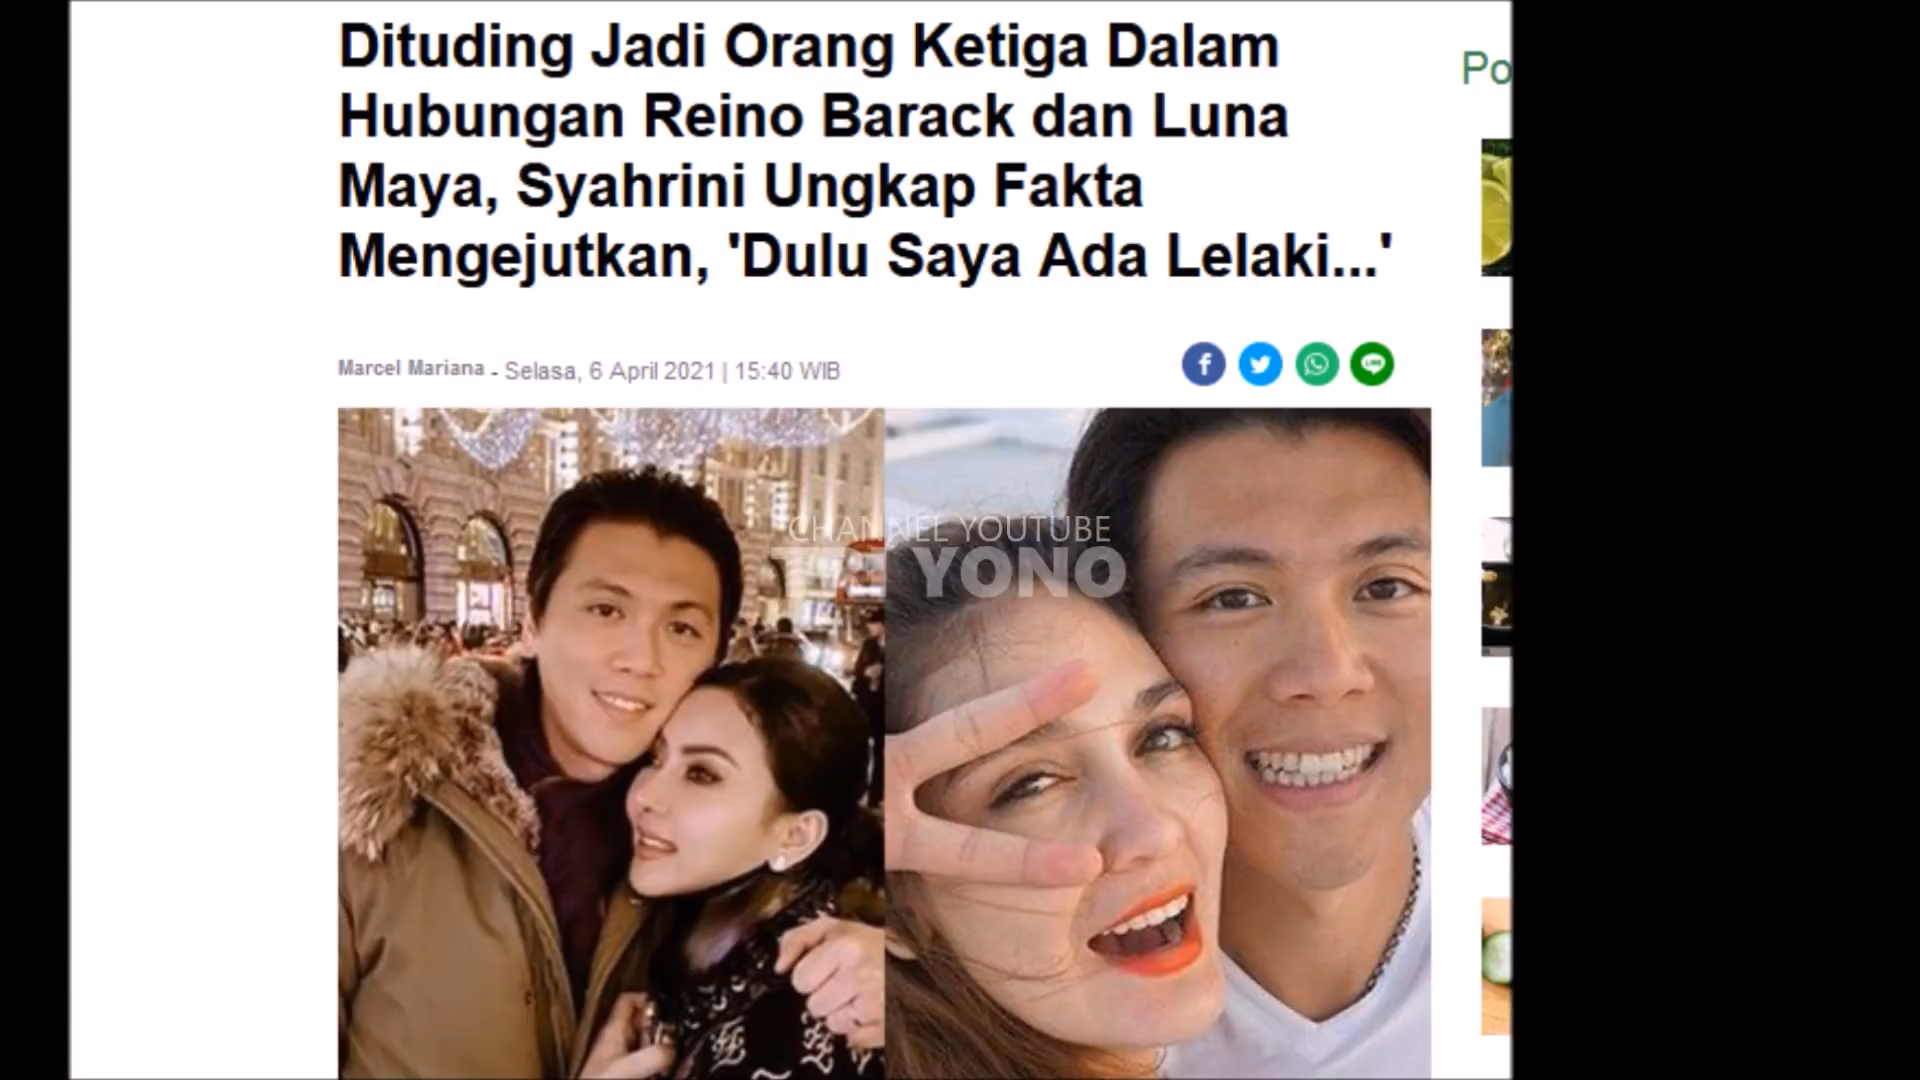 Dituding Jadi Orang Ketiga Dalam
Hubungan Reino Barack dan Luna
Maya, Syahrini Ungkap Fakta
Mengejutkan, 'Dulu Saya Ada Lelaki...'
Po
Marcel Mariana - Selasa, 6 April 2021 | 15:40 WIB
CHANNEL YOUTUBE
YONO